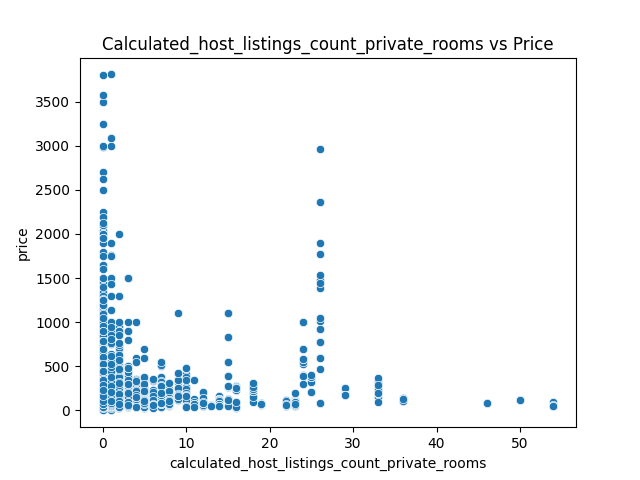 Calculated_host_listings_count_private_rooms vs Price
3500
3000
2500
2000
1500
1000
500
0
price
0 10 20 30 40 50
calculated_host_listings_count_private_rooms